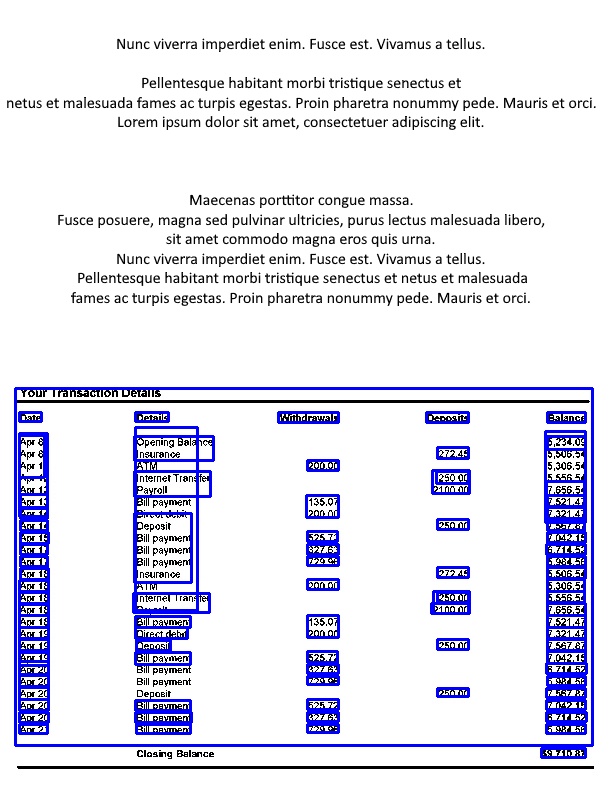 Nunc viverra imperdiet enim. Fusce est. Vivamus a tellus.
Pellentesque habitant morbi tristique senectus et
netus et malesuada fames ac turpis egestas. Proin pharetra nonummy pede. Mauris et orci.
Lorem ipsum dolor sit amet, consectetuer adipiscing elit.
Maecenas porttitor congue massa.
Fusce posuere, magna sed pulvinar ultricies, purus lectus malesuada libero,
sit amet commodo magna eros quis urna.
Nunc viverra imperdiet enim. Fusce est. Vivamus a tellus.
Pellentesque habitant morbi tristique senectus et netus et malesuada
fames ac turpis egestas. Proin pharetra nonummy pede. Mauris et orci.
Your Transaction Details
Date Details Withdrawals Deposits Balance
Apr 8 Opening Balance 5,234.09
Apr 8 Insurance 272.45 5,506.54
Apr ATM 200.00 5,306.54
Apr Internet Transfer 250.00 5,556.54
Apr 12 Payroll 2100.00 7,656.54
Apr 13 Bill payment 135.07 7,521.47
Apr 14 Direct debit 200.00 7,321.47
Apr 14 Deposit 250.00 7,567.87
Apr 15 Bill payment 525.72 7,042.15
Apr 17 Bill payment 327.63 6,714.52
Apr 17 Bill payment 729.96 5,984.56
Apr 18 Insurance 272.45 5,506.54
Apr 18 ATM 200.00 5,306.54
Apr 18 Internet Transfer 250.00 5,556.54
Apr 18 Payroll 2100.00 7,656.54
Apr 18 Bill payment 135.07 7,521.47
Apr 19 Direct debit 200.00 7,321.47
Apr 19 Deposit 250.00 7,567.87
Apr 19 Bill payment 525.72 7,042.15
Apr 20 Bill payment 327.63 6,714.52
Apr 20 Bill payment 729.96 5,984.56
Apr 20 Deposit 250.00 7,567.87
Apr 20 Bill payment 525.72 7,042.15
Apr 20 Bill payment 327.63 6,714.52
Apr 21 Bill payment 729.96 5,984.56
Closing Balance